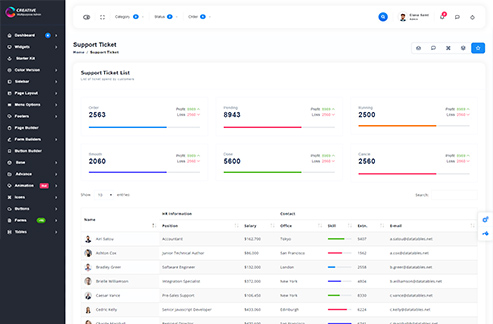 CREATIVE
Category
Status
Order
Elana Saint
Admin
Dashboard
Widgets
Starter Kit
Color Version
Sidebar
Page Layout
Menu Options
Footers
Page Builder
Form Builders
Button Builder
Base
Advance
Animation
Icons
Buttons
Forms
Tables
Support Ticket
Home / Support Ticket
Support Ticket List
List of ticket opend by customers
Order
2563
Profit
Loss
Pending
8943
Profit
Loss
Running
2500
Profit
Loss
Smooth
2060
Profit
Loss
Done
5600
Profit
Loss
Cancel
2560
Profit
Loss
Show 10 entries
Search:
HR Information
Contact
Name
Position
Salary
Office
Skill
Extn.
E-mail
Airi Satou
Accountant
$162,700
Tokyo
5407
a.satou@datatables.net
Ashton Cox
Junior Technical Author
$86,000
San Francisco
1562
a.cox@datatables.net
Bradley Greer
Software Engineer
$132,000
London
2558
b.greer@datatables.net
Brielle Williamson
Integration Specialist
$372,000
New York
4804
b.williamson@datatables.net
Caesar Vance
Pre-Sales Support
$106,450
New York
8330
c.vance@datatables.net
Cedric Kelly
Senior Javascript Developer
$433,060
Edinburgh
6224
c.kelly@datatables.net